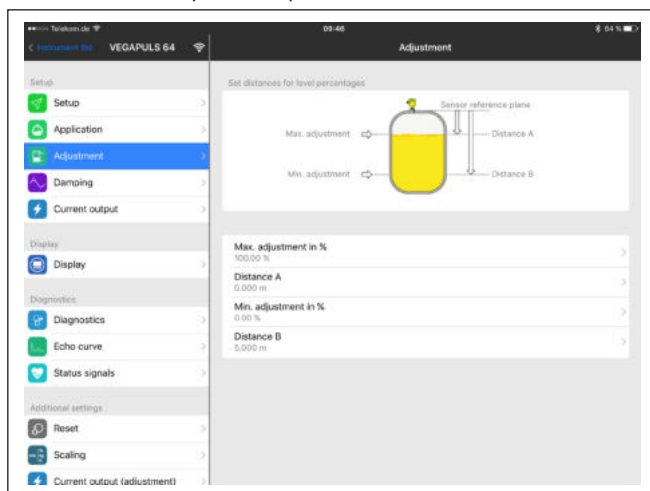 Telekom.de
09:46
64 %
Instrument list
VEGAPULS 64
Adjustment
Setup
Setup
Application
Adjustment
Damping
Current output
Display
Display
Diagnostics
Diagnostics
Echo curve
Status signals
Additional settings
Reset
Scaling
Current output (adjustment)
Set distances for level percentages
Sensor reference plane
Max. adjustment
Distance A
Min. adjustment
Distance B
Max. adjustment in %
100.00 %
Distance A
0.000 m
Min. adjustment in %
0.00 %
Distance B
5.000 m